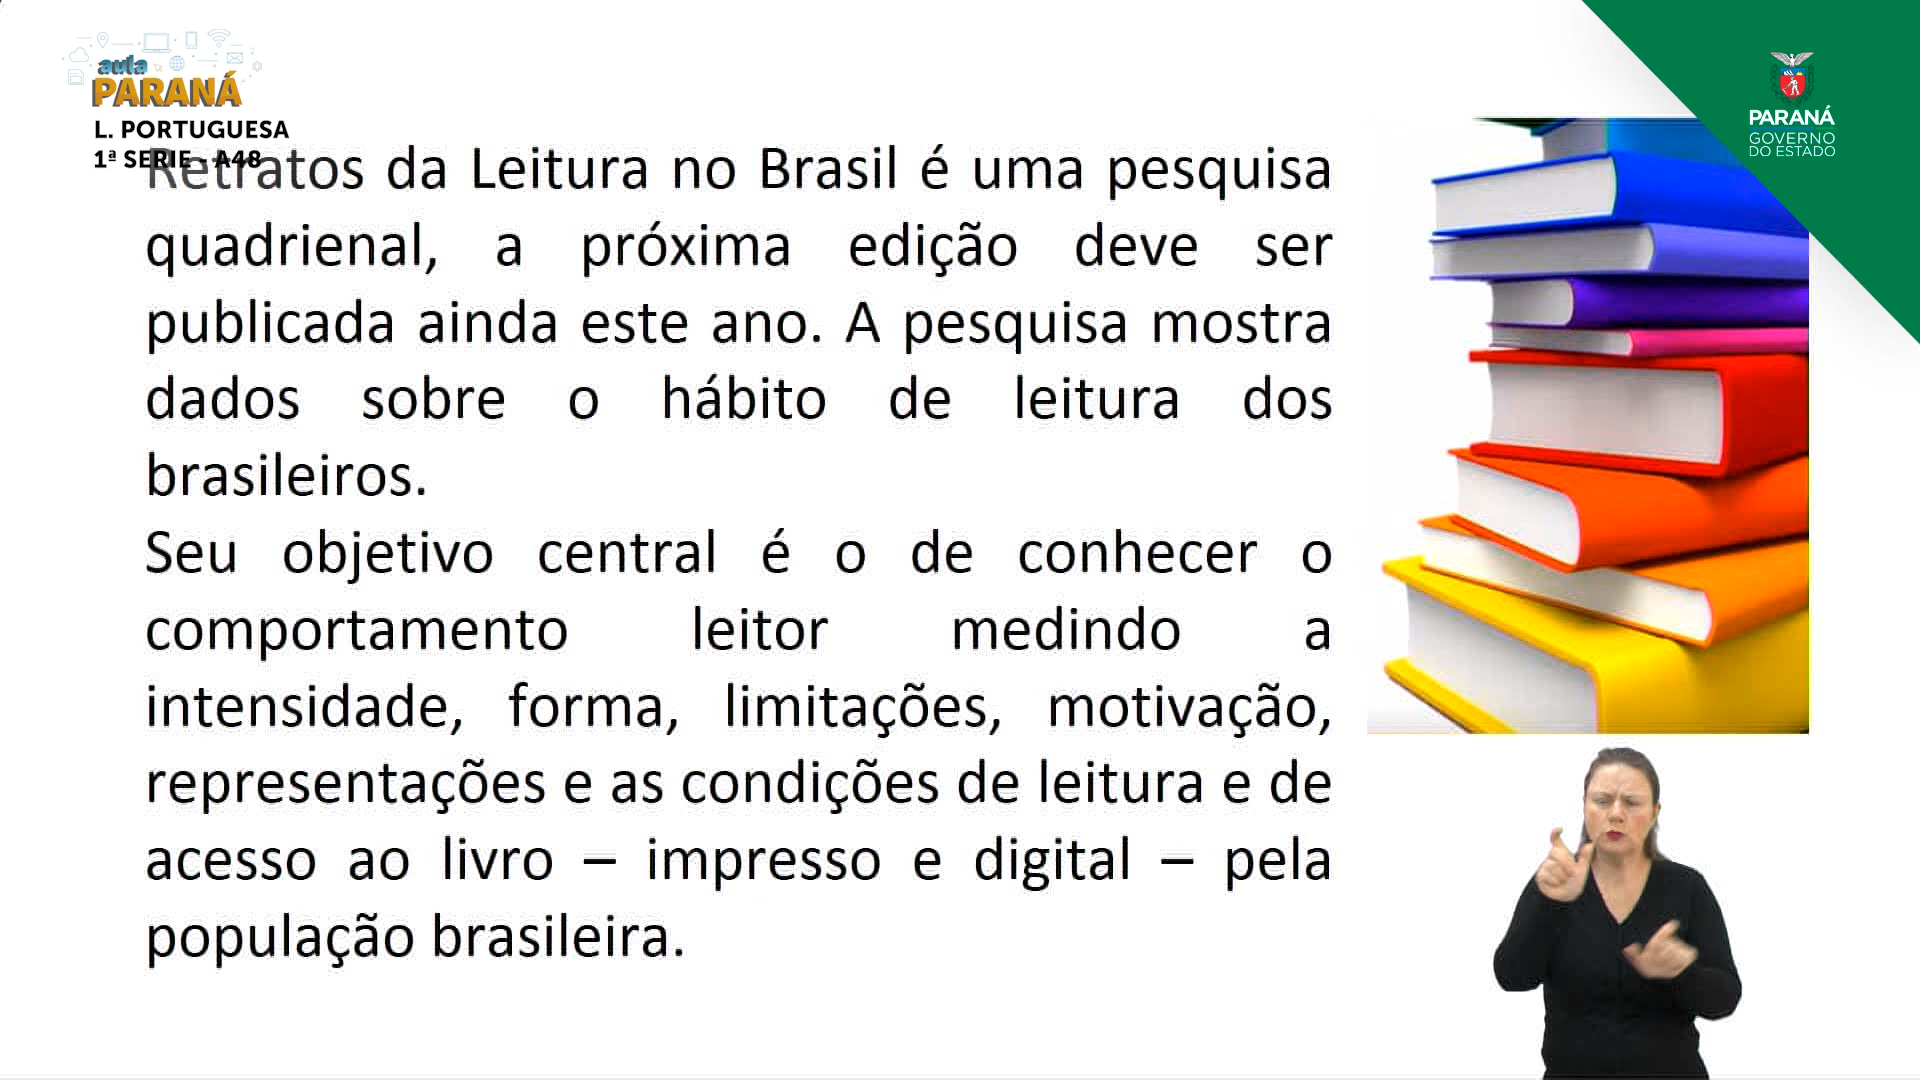 aula
PARANÁ
L. PORTUGUESA
1ª SERIE - A48
PARANÁ
GOVERNO
DO ESTADO
Retratos da Leitura no Brasil é uma pesquisa
quadrienal, a próxima edição deve ser
publicada ainda este ano. A pesquisa mostra
dados sobre o hábito de leitura dos
brasileiros.
Seu objetivo central é o de conhecer o
comportamento leitor medindo a
intensidade, forma, limitações, motivação,
representações e as condições de leitura e de
acesso ao livro – impresso e digital – pela
população brasileira.